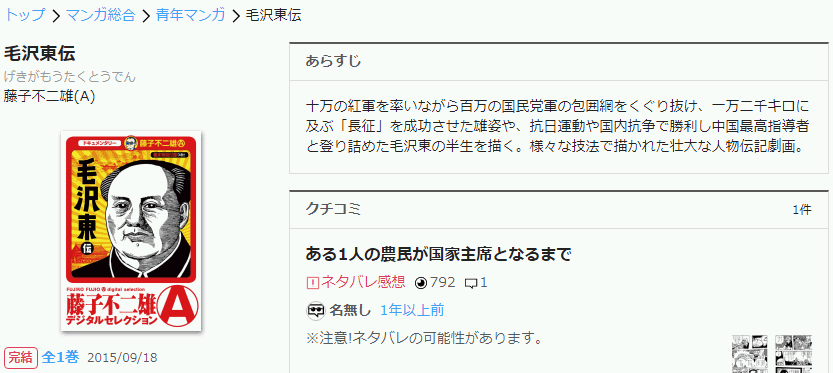 トップ > マンガ総合 > 青年マンガ > 毛沢東伝
毛沢東伝
げきがもうたくとうでん
藤子不二雄(A)
ドキュメンタリー 藤子不二雄Ⓐ
毛沢東伝
FUJIKO FUJIO Ⓐ digital selection
藤子不二雄Ⓐ
デジタルセレクション
完結 全1巻 2015/09/18
あらすじ
十万の紅軍を率いながら百万の国民党軍の包囲網をくぐり抜け、一万二千キロに
及ぶ「長征」を成功させた雄姿や、抗日運動や国内抗争で勝利し中国最高指導者
と登り詰めた毛沢東の半生を描く。様々な技法で描かれた壮大な人物伝記劇画。
クチコミ 1件
ある1人の農民が国家主席となるまで
ネタバレ感想 792 1
名無し 1年以上前
※注意!ネタバレの可能性があります。